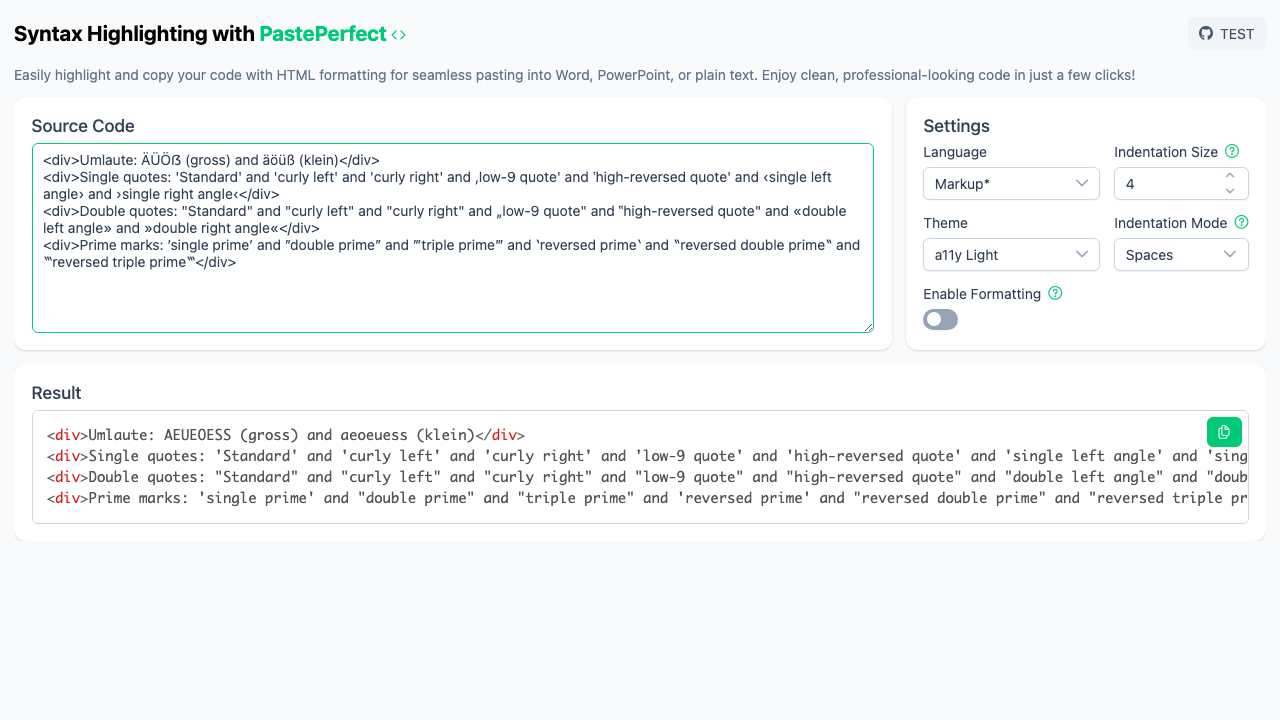 Syntax Highlighting with PastePerfect
TEST
Easily highlight and copy your code with HTML formatting for seamless pasting into Word, PowerPoint, or plain text. Enjoy clean, professional-looking code in just a few clicks!
Source Code
<div>Umlaute: ÄÜÖẞ (gross) and äöüß (klein)</div>
<div>Single quotes: 'Standard' and 'curly left' and 'curly right' and ‚low-9 quote' and ‛high-reversed quote' and ‹single left
angle› and ›single right angle‹</div>
<div>Double quotes: "Standard" and "curly left" and "curly right" and „low-9 quote" and ‟high-reversed quote" and «double
left angle» and »double right angle«</div>
<div>Prime marks: ′single prime′ and ″double prime″ and ‴triple prime‴ and ‵reversed prime‵ and ‶reversed double prime‶ and
‷reversed triple prime‷</div>
Settings
Language
Indentation Size
Markup*
4
Theme
Indentation Mode
a11y Light
Spaces
Enable Formatting
Result
<div>Umlaute: AEUEOESS (gross) and aeoeuess (klein)</div>
<div>Single quotes: 'Standard' and 'curly left' and 'curly right' and 'low-9 quote' and 'high-reversed quote' and 'single left angle' and 'sing
<div>Double quotes: "Standard" and "curly left" and "curly right" and "low-9 quote" and "high-reversed quote" and "double left angle" and "doub
<div>Prime marks: 'single prime' and "double prime" and "triple prime" and 'reversed prime' and "reversed double prime" and "reversed triple pr